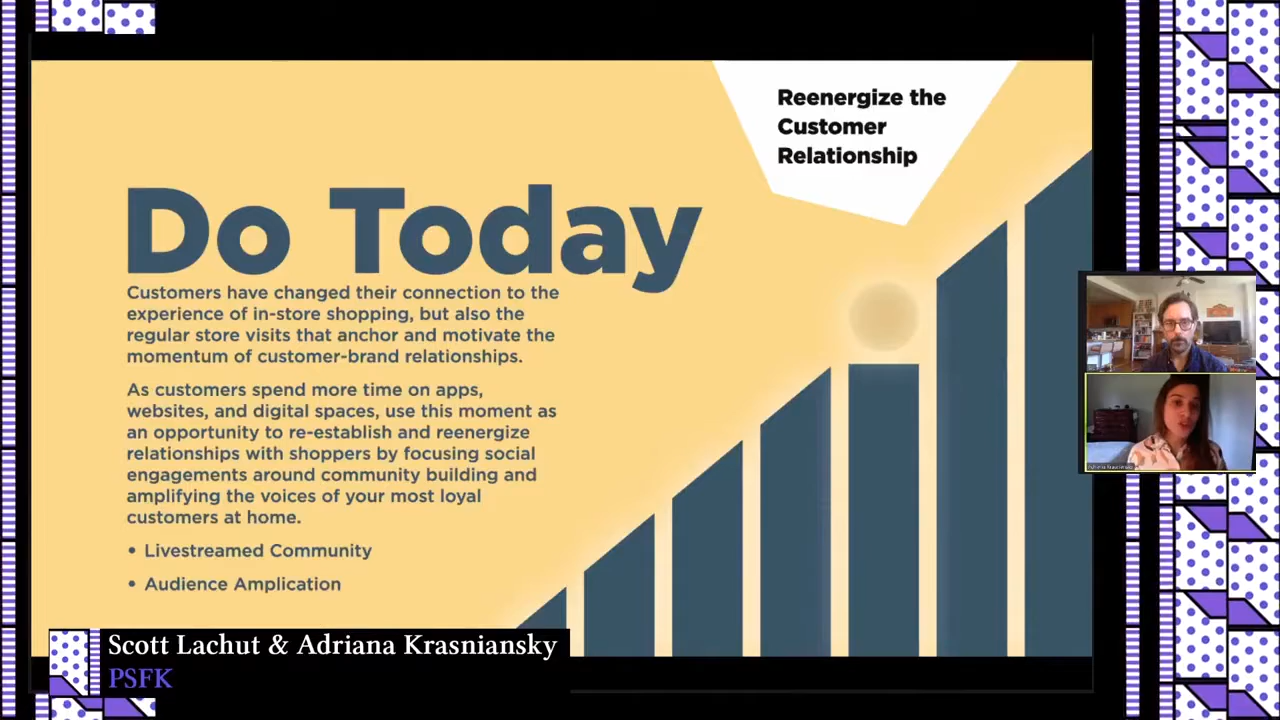 Reenergize the
Customer
Relationship
Do Today
Customers have changed their connection to the
experience of in-store shopping, but also the
regular store visits that anchor and motivate the
momentum of customer-brand relationships.
As customers spend more time on apps,
websites, and digital spaces, use this moment as
an opportunity to re-establish and reenergize
relationships with shoppers by focusing social
engagements around community building and
amplifying the voices of your most loyal
customers at home.
• Livestreamed Community
• Audience Amplication
Scott Lachut & Adriana Krasniansky
PSFK